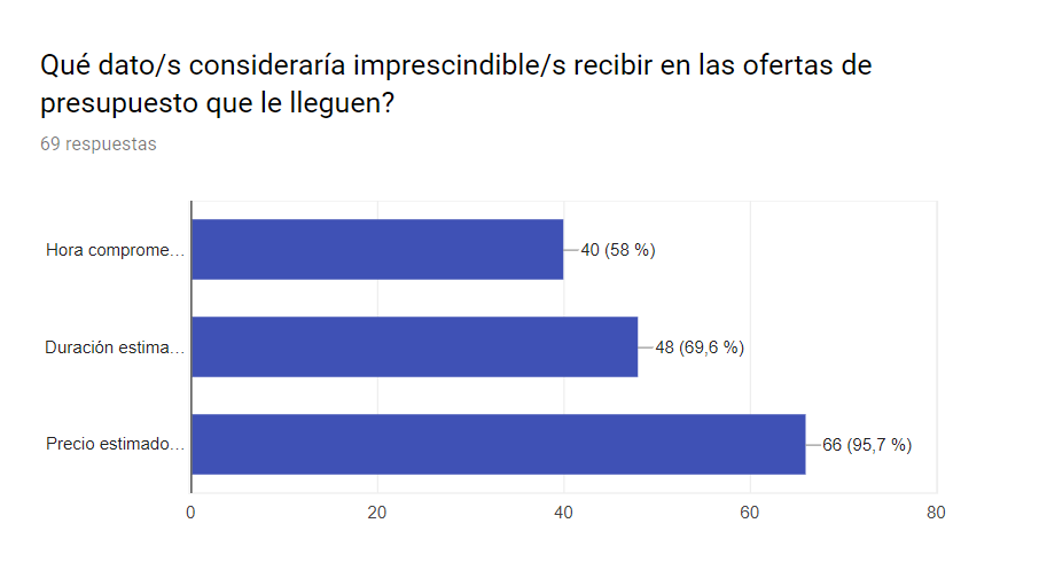 Qué dato/s consideraría imprescindible/s recibir en las ofertas de
presupuesto que le lleguen?
69 respuestas
Hora comprome…
40 (58 %)
Duración estima…
48 (69,6 %)
Precio estimado…
66 (95,7 %)
0 20 40 60 80